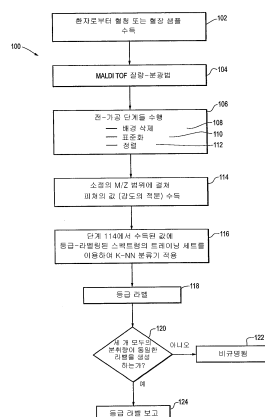 환자로부터 혈청 또는 혈장 샘플
수득
102
100
MALDI TOF 질량-분광법
104
전-가공 단계들 수행
106
배경 삭제
108
표준화
110
정렬
112
소정의 M/Z 범위에 걸쳐
피쳐의 값 (강도의 적분) 수득
114
단계 114에서 수득된 값에
등급-라벨링된 스펙트럼의 트레이닝 세트를
이용하여 K-NN 분류기 적용
116
등급 라벨
118
세 개 모두의
분취량이 동일한
라벨을 생성
하는가?
120
아니오
비규명됨
122
예
등급 라벨 보고
124